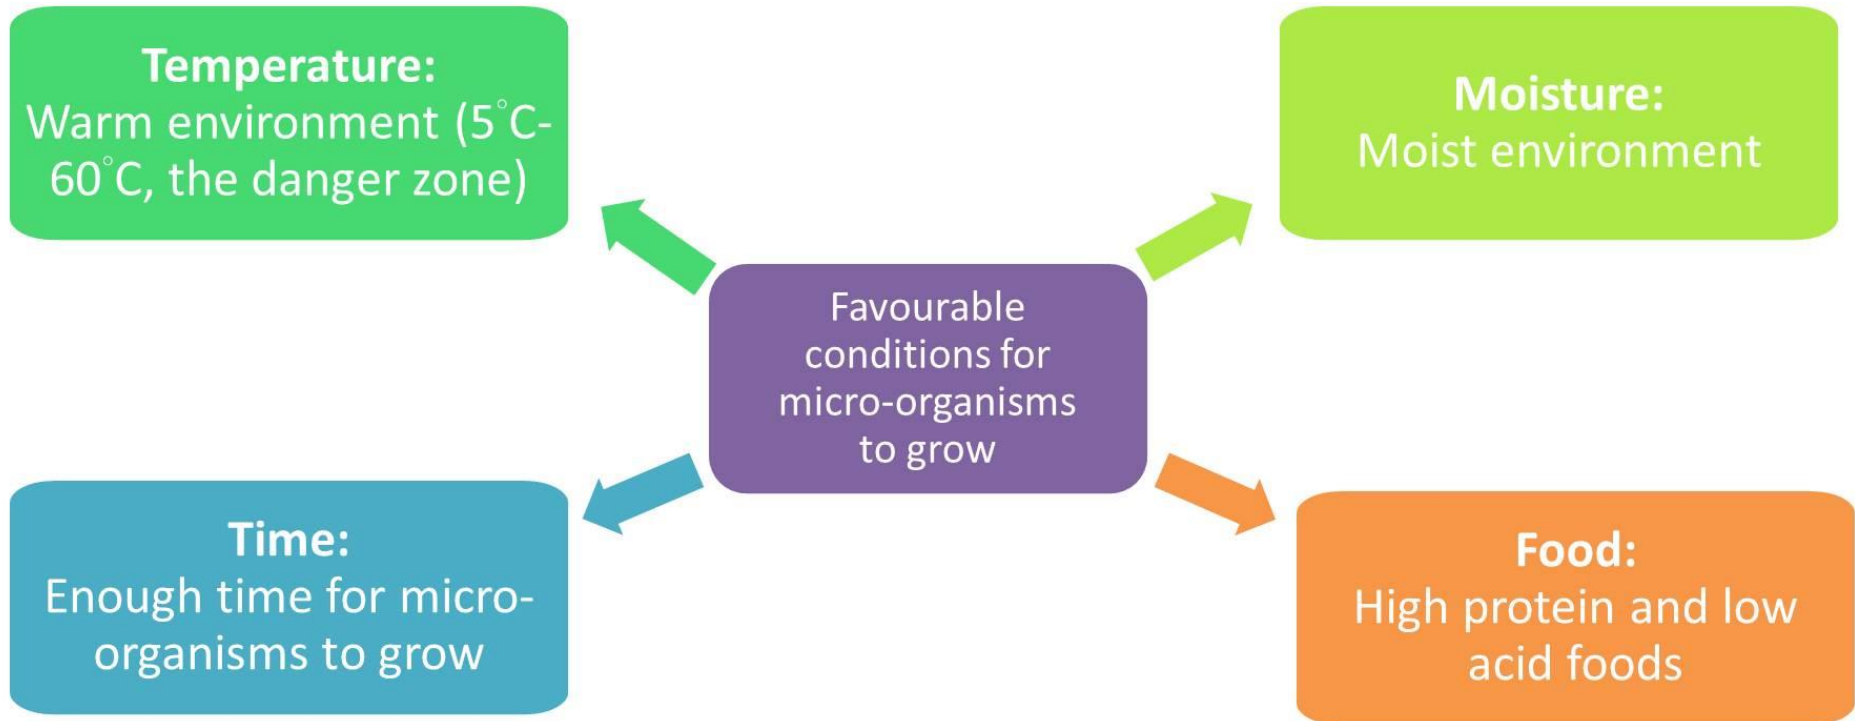 Temperature:
Warm environment (5°C-
60°C, the danger zone)
Moisture:
Moist environment
Favourable
conditions for
micro-organisms
to grow
Time:
Enough time for micro-
organisms to grow
Food:
High protein and low
acid foods